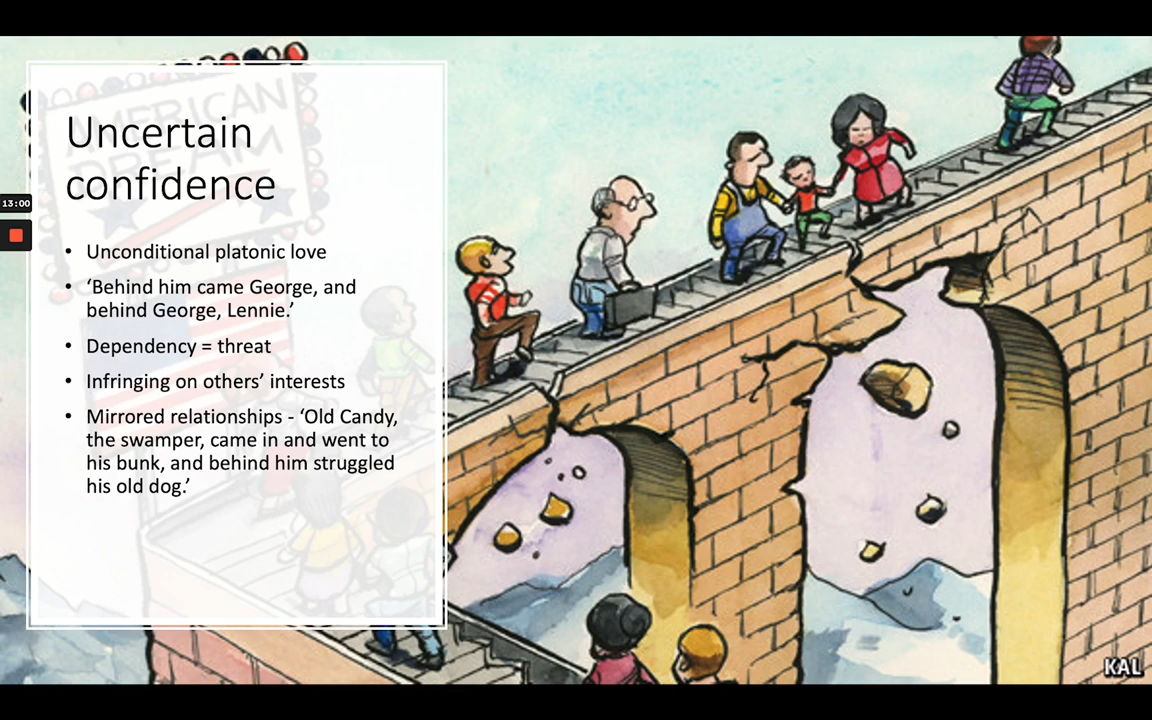 AMERICAN
DREAM
Uncertain
confidence
13:00
• Unconditional platonic love
• ‘Behind him came George, and
behind George, Lennie.’
• Dependency = threat
• Infringing on others’ interests
• Mirrored relationships - ‘Old Candy,
the swamper, came in and went to
his bunk, and behind him struggled
his old dog.’
KAL